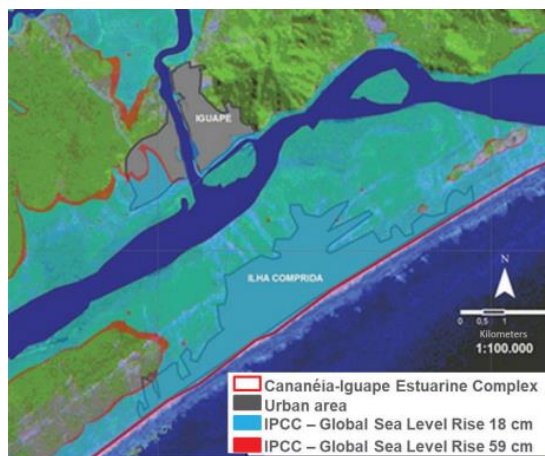 IGUAPE
ILHA COMPRIDA
N
0 0,5 1
Kilometers
1:100.000
Cananéia-Iguape Estuarine Complex
Urban area
IPCC – Global Sea Level Rise 18 cm
IPCC – Global Sea Level Rise 59 cm